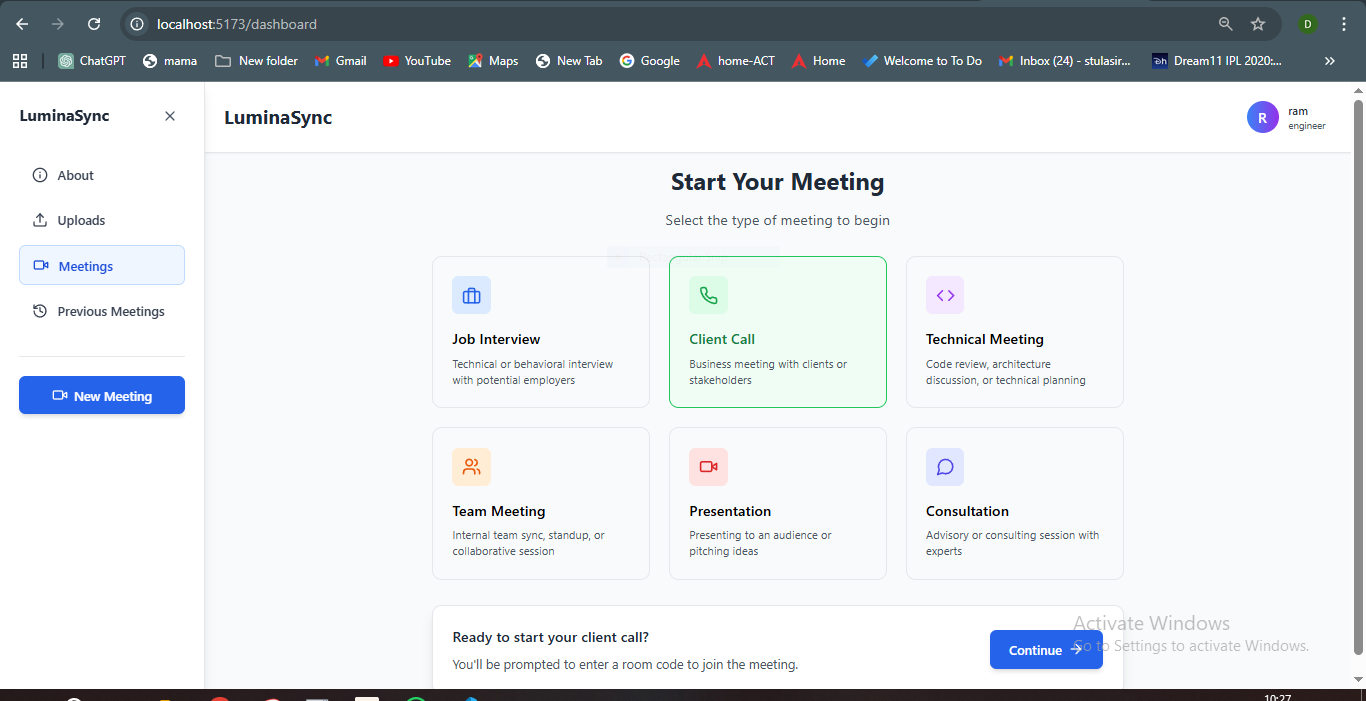 localhost:5173/dashboard
D
ChatGPT
mama
New folder
Gmail
YouTube
Maps
New Tab
Google
home-ACT
Home
Welcome to To Do
Inbox (24) - stulasir...
Dream11 IPL 2020:...
»
LuminaSync
LuminaSync
R
ram
engineer
About
Uploads
Meetings
Previous Meetings
New Meeting
Start Your Meeting
Select the type of meeting to begin
Job Interview
Technical or behavioral interview
with potential employers
Client Call
Business meeting with clients or
stakeholders
Technical Meeting
Code review, architecture
discussion, or technical planning
Team Meeting
Internal team sync, standup, or
collaborative session
Presentation
Presenting to an audience or
pitching ideas
Consultation
Advisory or consulting session with
experts
Ready to start your client call?
You'll be prompted to enter a room code to join the meeting.
Continue
Activate Windows
Go to Settings to activate Windows.
10:27